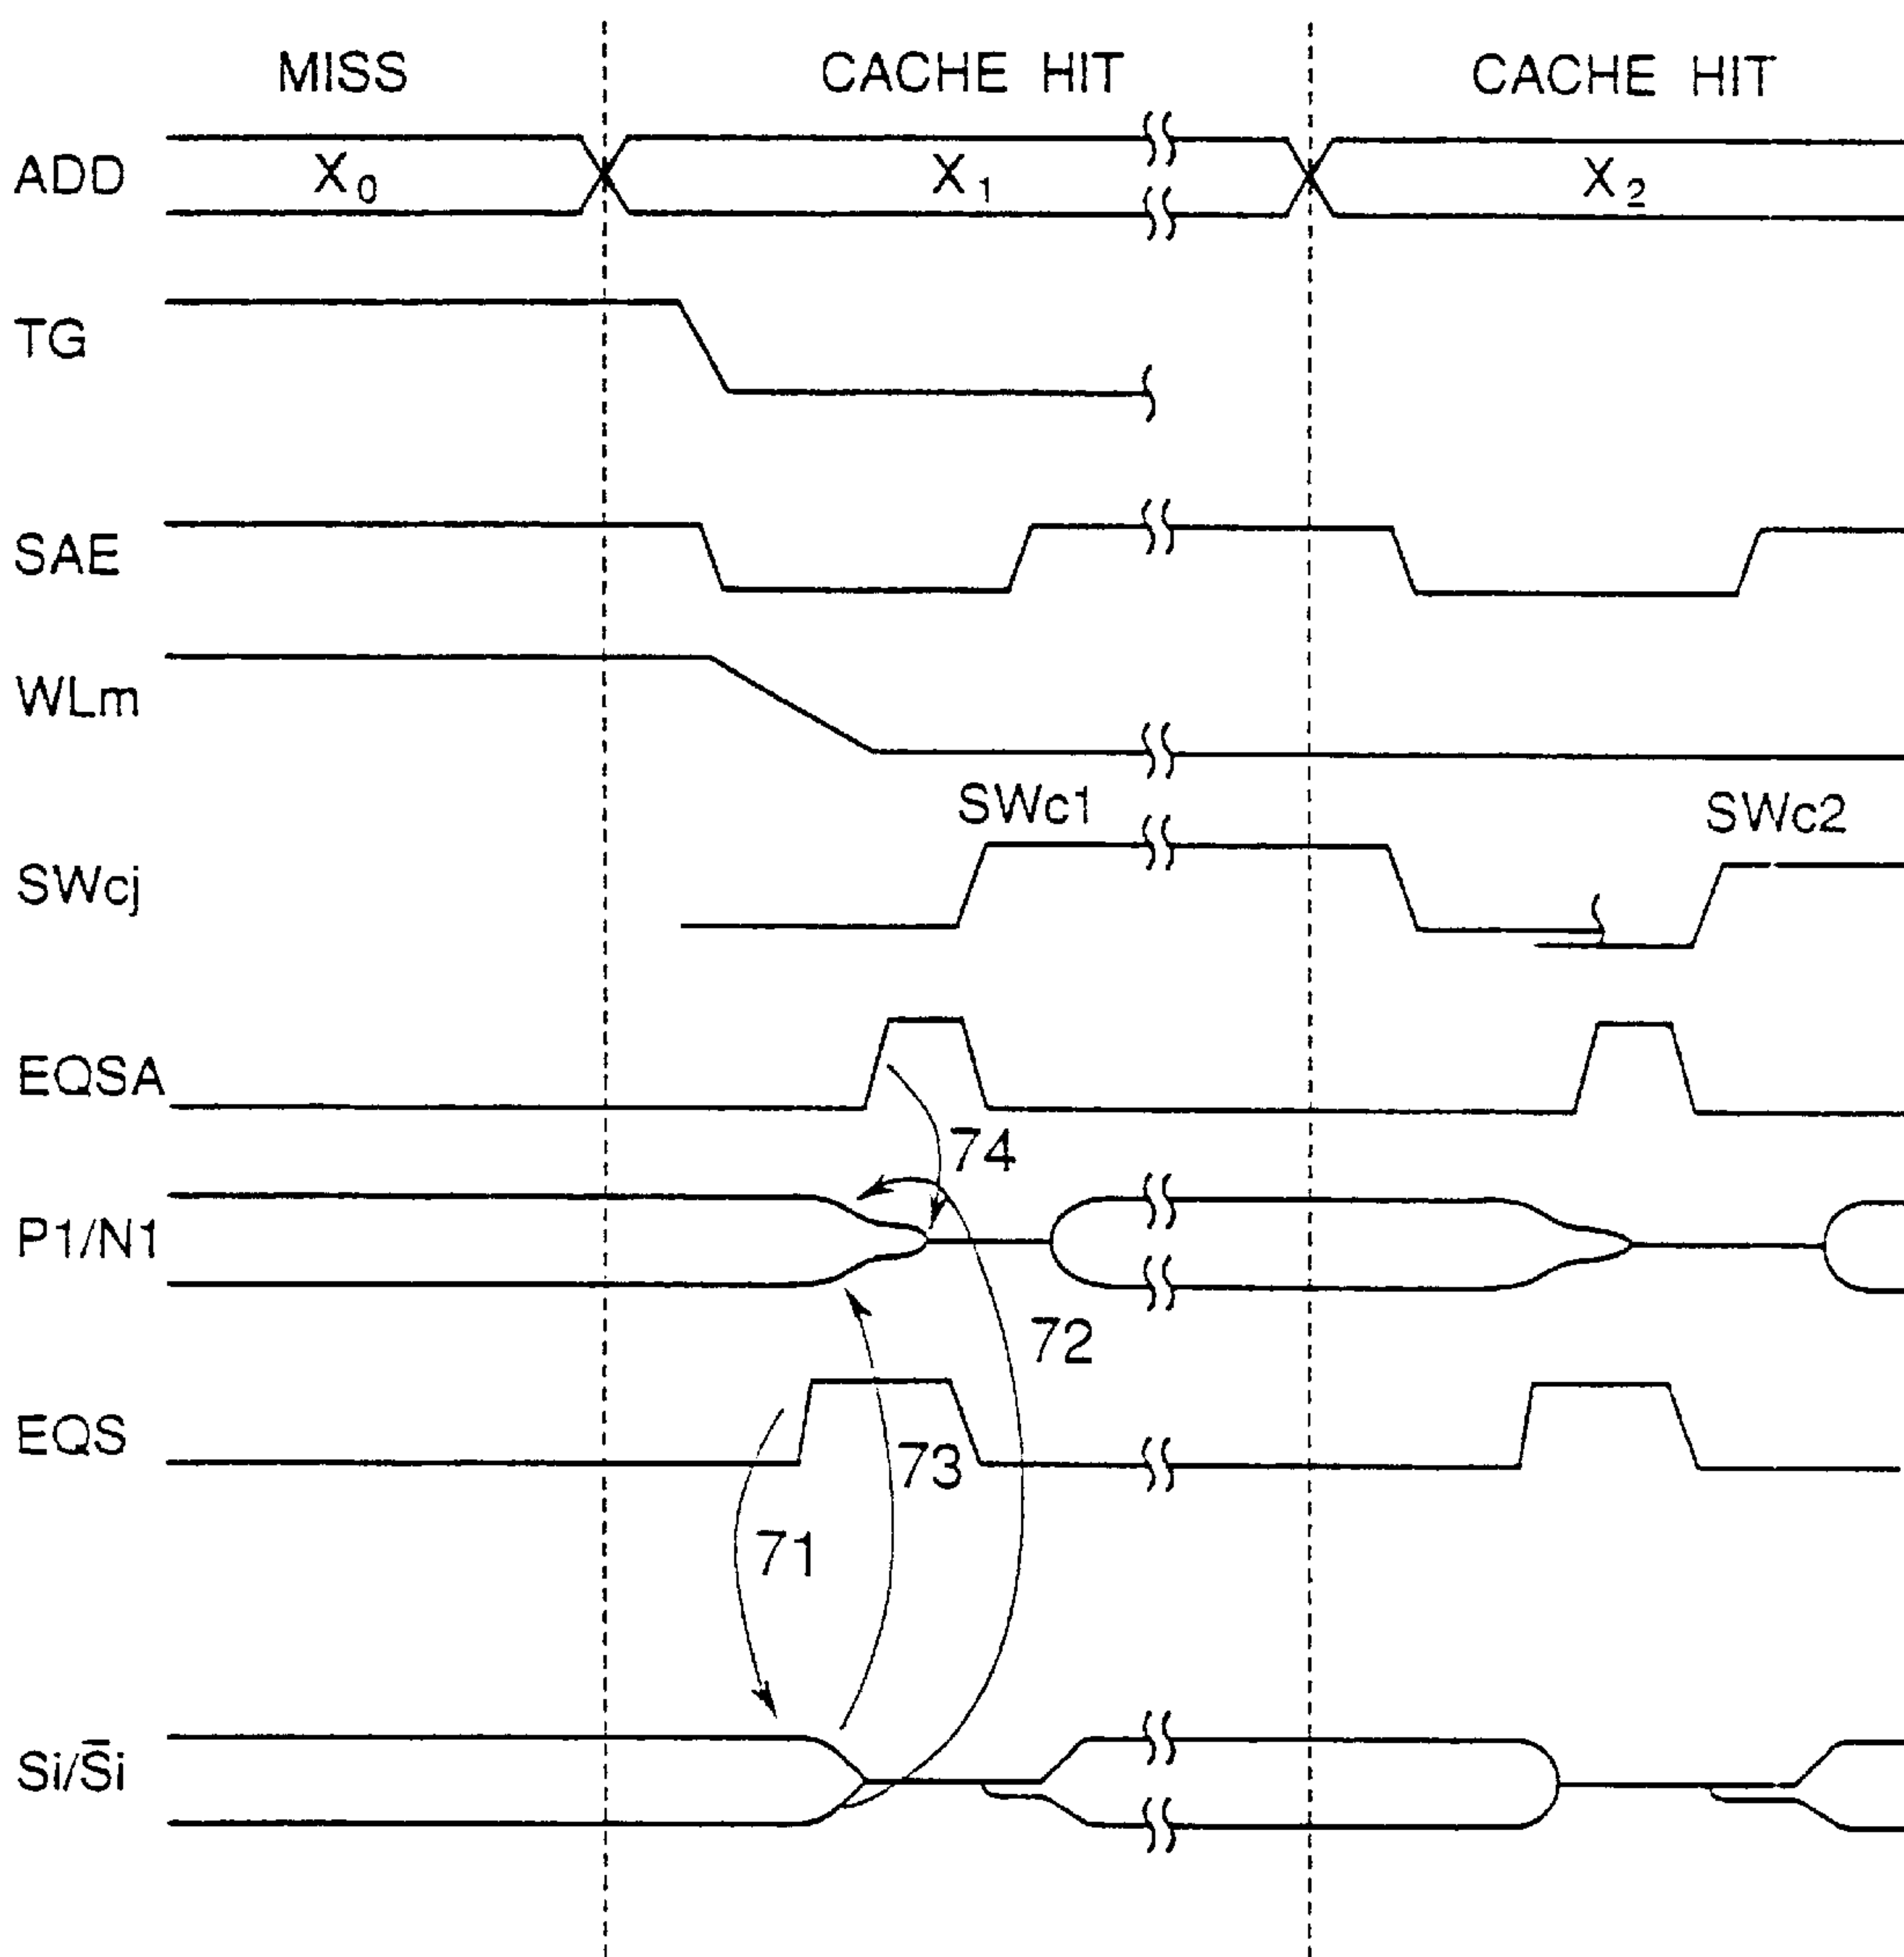 MISS CACHE HIT CACHE HIT
ADD X₀ X₁ X₂
TG
SAE
WLm
SWc1 SWc2
SWcj
EQSA
74
P1/N1
72
EQS
73
71
Si/S̅i